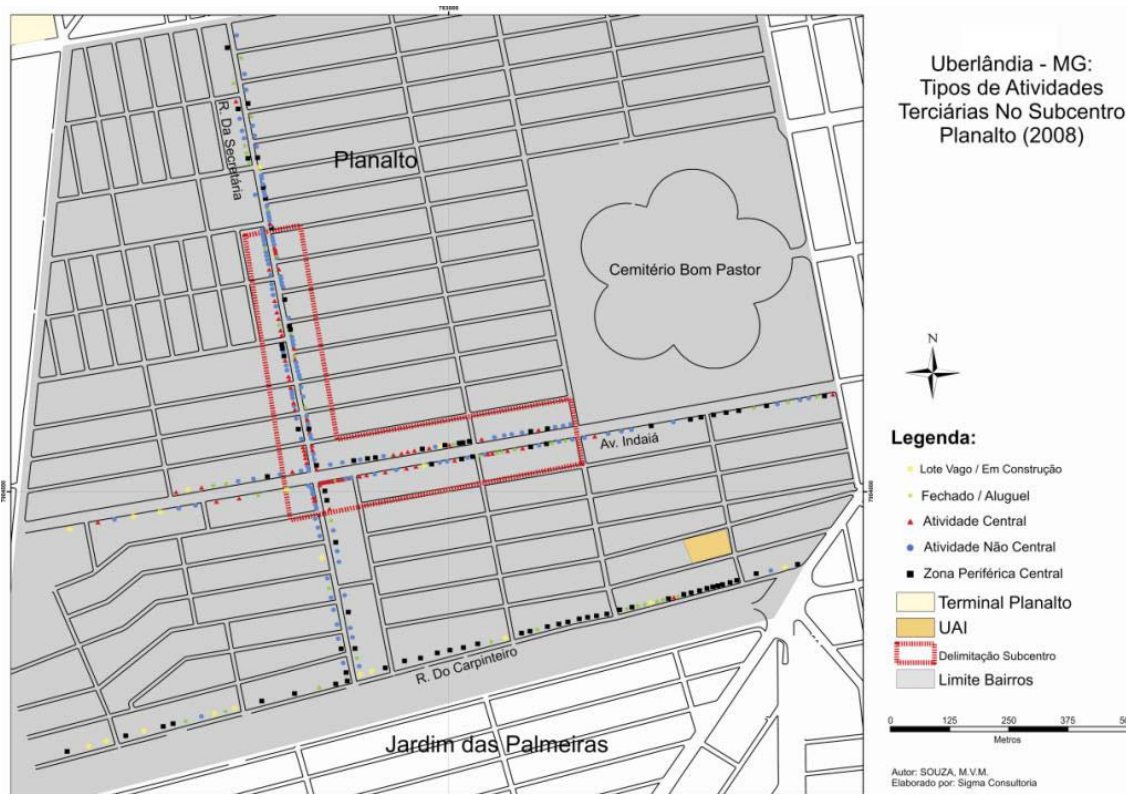 Uberlândia - MG:
Tipos de Atividades
Terciárias No Subcentro
Planalto (2008)
R. Da Secretária
Planalto
Cemitério Bom Pastor
Av. Indaiá
R. Do Carpinteiro
Jardim das Palmeiras
N
Legenda:
Lote Vago / Em Construção
Fechado / Aluguel
Atividade Central
Atividade Não Central
Zona Periférica Central
Terminal Planalto
UAI
Delimitação Subcentro
Limite Bairros
0 125 250 375
Metros
Autor: SOUZA, M.V.M.
Elaborado por: Sigma Consultoria